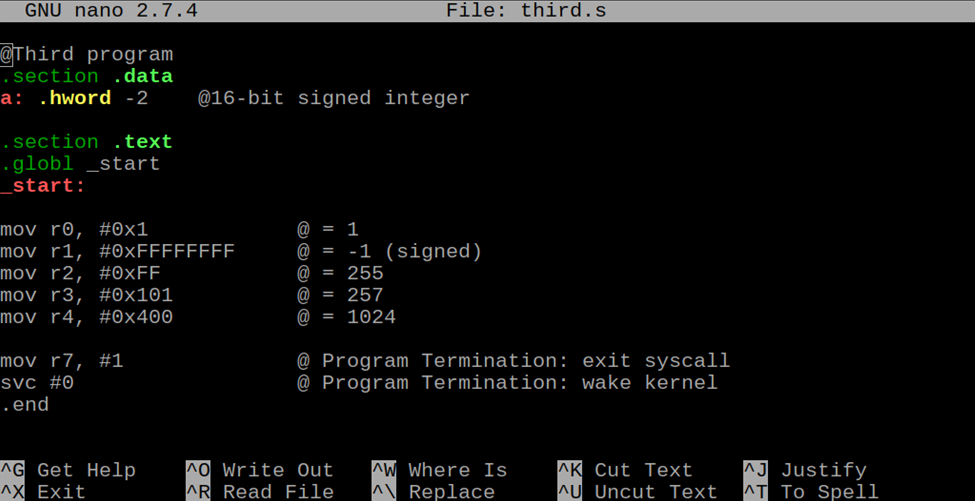 GNU nano 2.7.4 File: third.s
@Third program
.section .data
a: .hword -2 @16-bit signed integer
.section .text
.globl _start
_start:
mov r0, #0x1 @ = 1
mov r1, #0xFFFFFFFF @ = -1 (signed)
mov r2, #0xFF @ = 255
mov r3, #0x101 @ = 257
mov r4, #0x400 @ = 1024
mov r7, #1 @ Program Termination: exit syscall
svc #0 @ Program Termination: wake kernel
.end
^G Get Help ^O Write Out ^W Where Is ^K Cut Text ^J Justify
^X Exit ^R Read File ^\ Replace ^U Uncut Text ^T To Spell